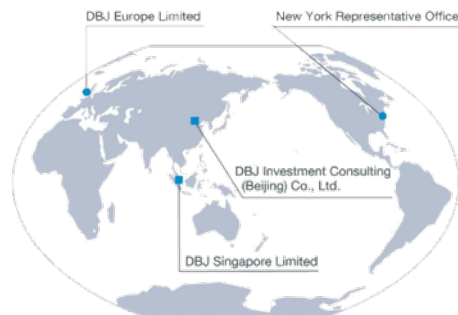 DBJ Europe Limited
New York Representative Office
DBJ Investment Consulting
(Beijing) Co., Ltd.
DBJ Singapore Limited